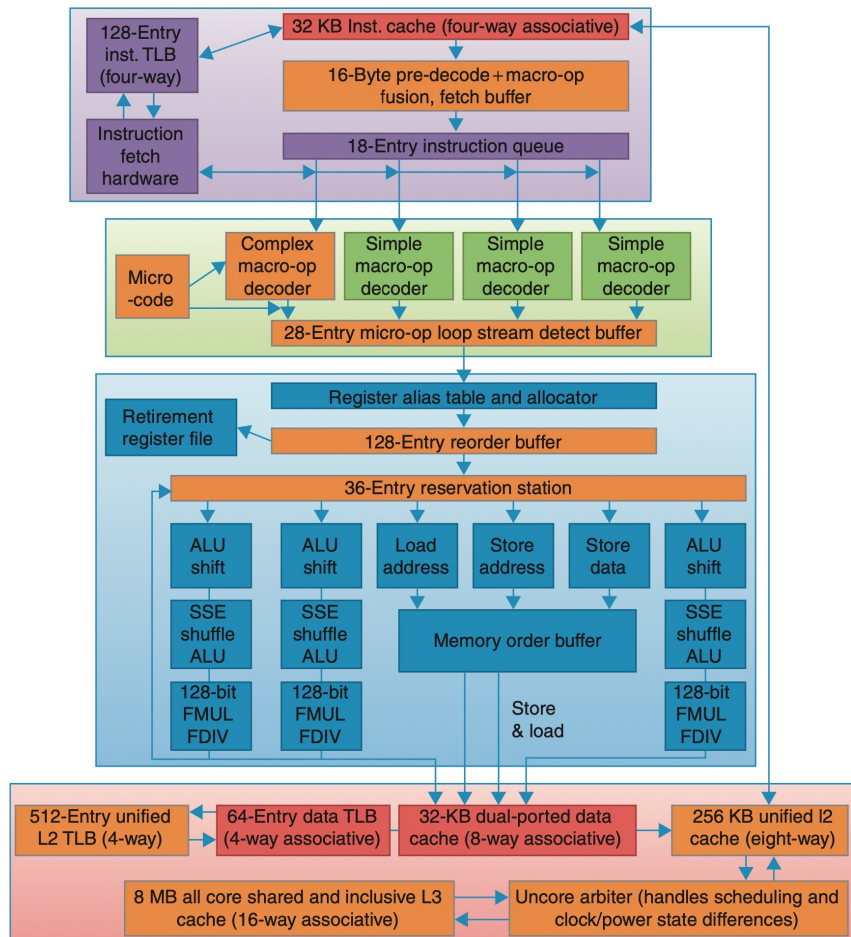 128-Entry
inst. TLB
(four-way)
32 KB Inst. cache (four-way associative)
16-Byte pre-decode+macro-op
fusion, fetch buffer
Instruction
fetch
hardware
18-Entry instruction queue
Micro
-code
Complex
macro-op
decoder
Simple
macro-op
decoder
Simple
macro-op
decoder
Simple
macro-op
decoder
28-Entry micro-op loop stream detect buffer
Register alias table and allocator
Retirement
register file
128-Entry reorder buffer
36-Entry reservation station
ALU
shift
ALU
shift
Load
address
Store
address
Store
data
ALU
shift
SSE
shuffle
ALU
SSE
shuffle
ALU
Memory order buffer
SSE
shuffle
ALU
128-bit
FMUL
FDIV
128-bit
FMUL
FDIV
Store
& load
128-bit
FMUL
FDIV
512-Entry unified
L2 TLB (4-way)
64-Entry data TLB
(4-way associative)
32-KB dual-ported data
cache (8-way associative)
256 KB unified l2
cache (eight-way)
8 MB all core shared and inclusive L3
cache (16-way associative)
Uncore arbiter (handles scheduling and
clock/power state differences)